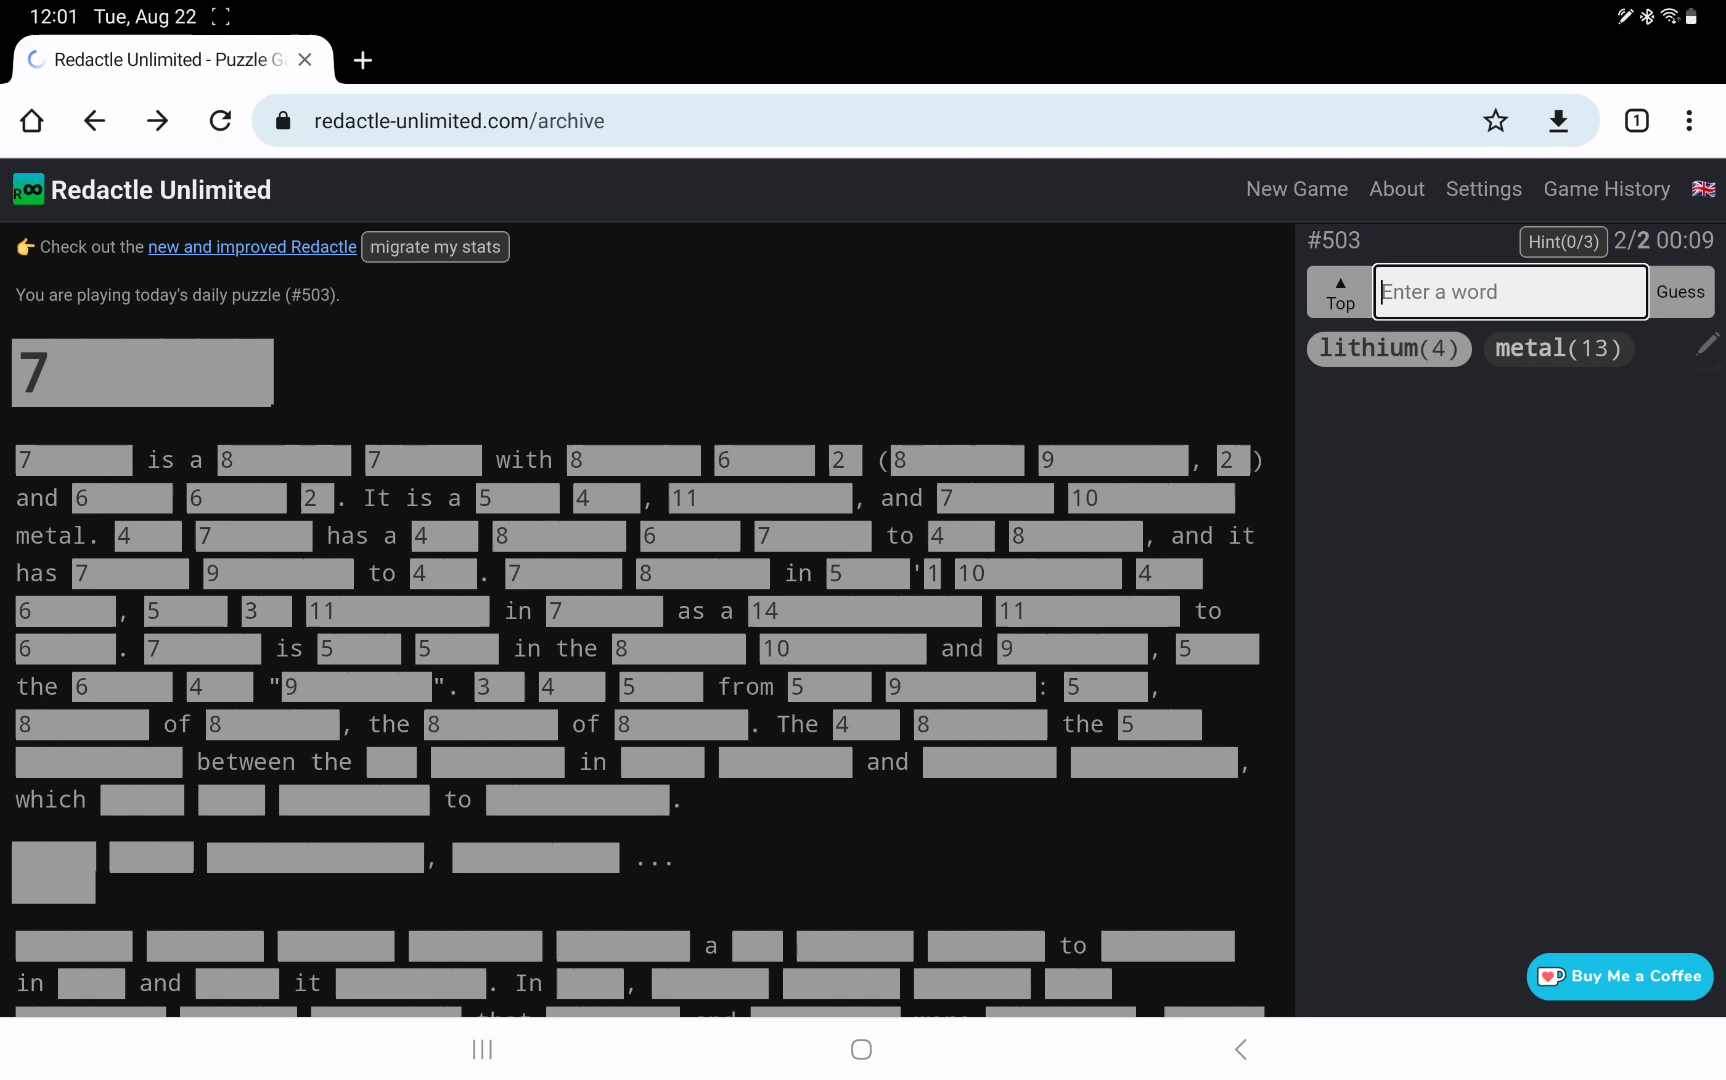 12:01 Tue, Aug 22
Redactle Unlimited - Puzzle G
redactle-unlimited.com/archive
1
R∞ Redactle Unlimited
New Game About Settings Game History
👉 Check out the new and improved Redactle migrate my stats
You are playing today's daily puzzle (#503).
#503 Hint(0/3) 2/2 00:09
▲ Top Enter a word Guess
lithium(4) metal(13)
7
7 is a 8 7 with 8 6 2 (8 9, 2)
and 6 6 2. It is a 5 4, 11, and 7 10
metal. 4 7 has a 4 8 6 7 to 4 8, and it
has 7 9 to 4. 7 8 in 5'1 10 4
6, 5 3 11 in 7 as a 14 11 to
6. 7 is 5 5 in the 8 10 and 9, 5
the 6 4 "9". 3 4 5 from 5 9: 5,
8 of 8, the 8 of 8. The 4 8 the 5
between the in and ,
which to .
, ...
a to
in and it . In ,
that and were
Buy Me a Coffee